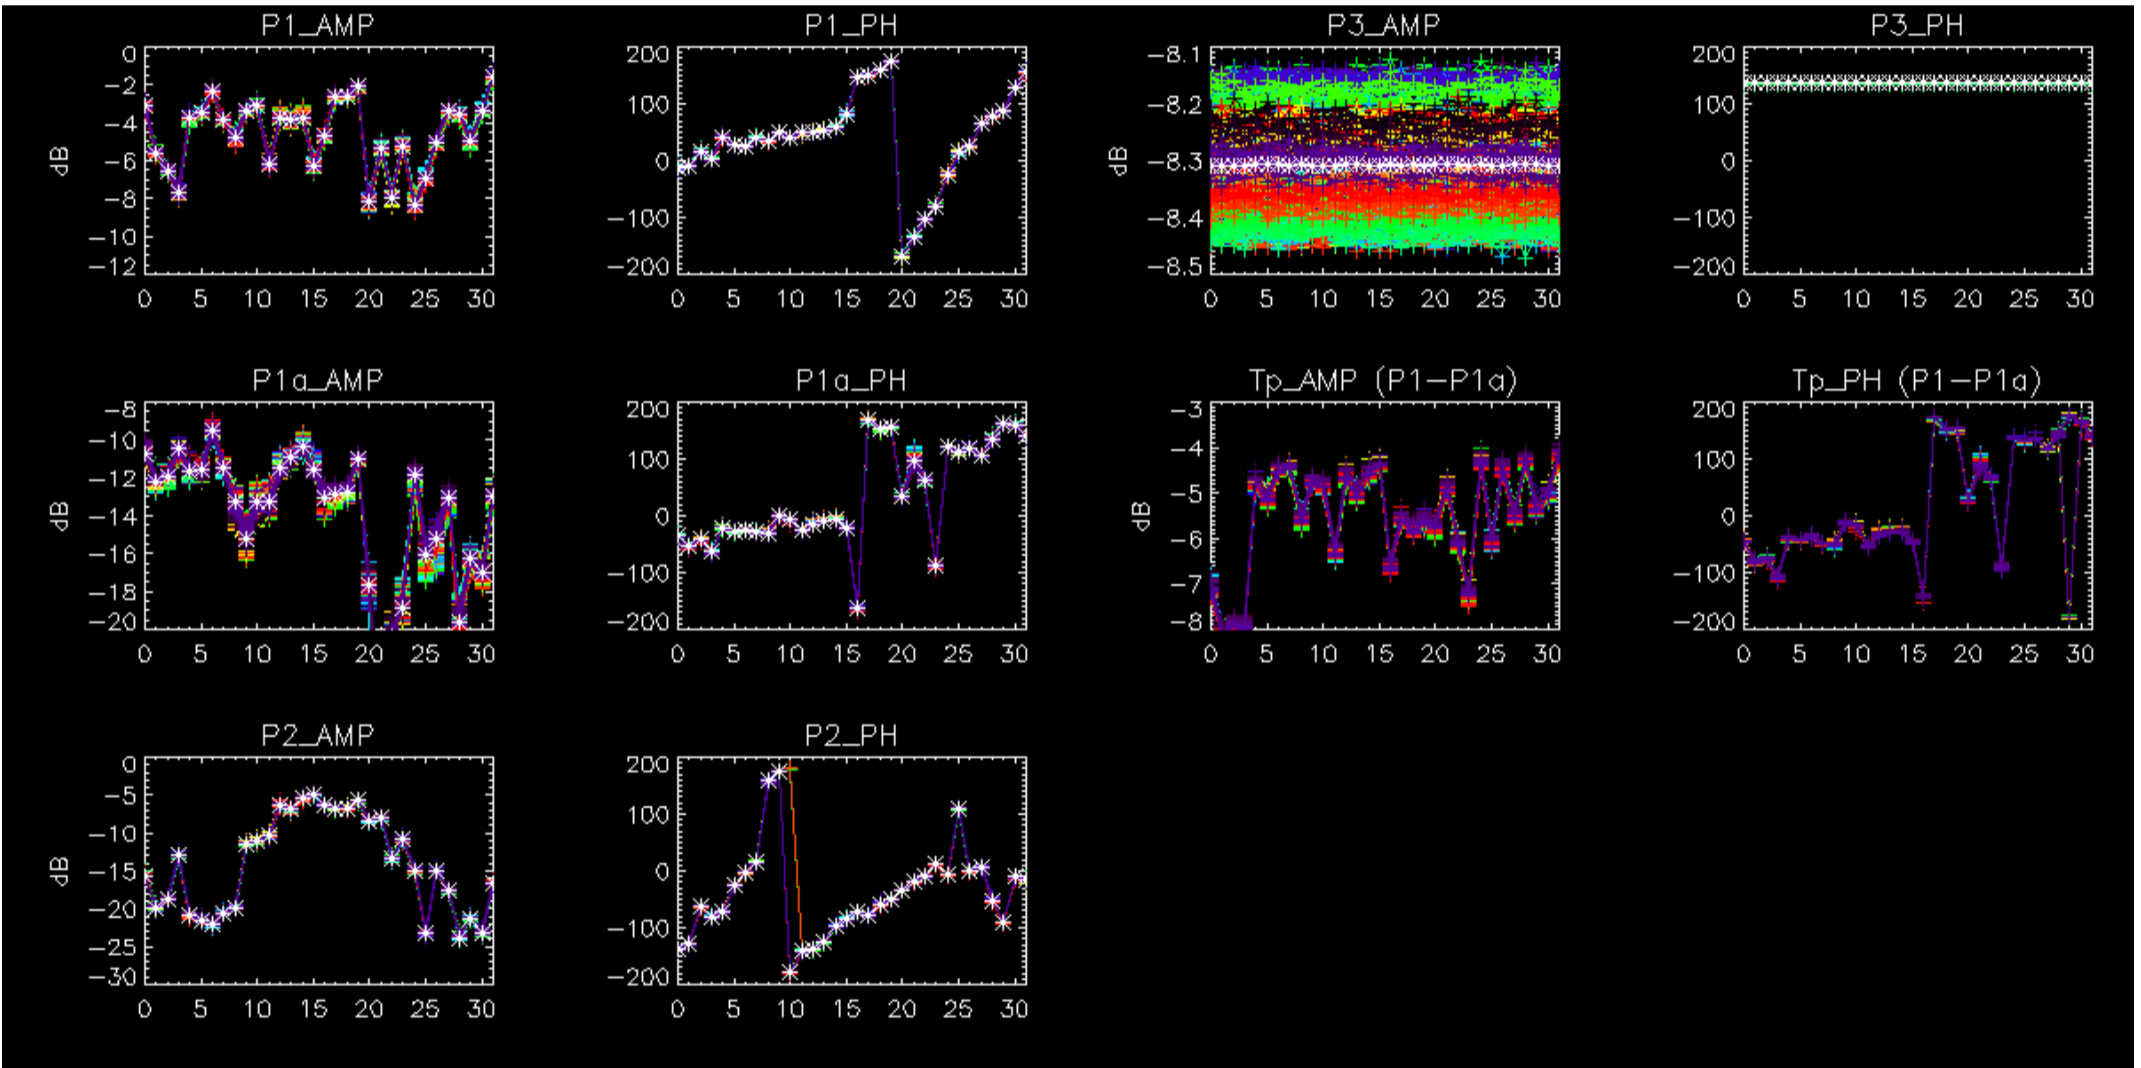 P1_AMP
0
−2
−4
−6
−8
−10
−12
dB
0 5 10 15 20 25 30
P1_PH
200
100
0
−100
−200
0 5 10 15 20 25 30
P3_AMP
−8.1
−8.2
−8.3
−8.4
−8.5
dB
0 5 10 15 20 25 30
P3_PH
200
100
0
−100
−200
0 5 10 15 20 25 30
P1a_AMP
−8
−10
−12
−14
−16
−18
−20
dB
0 5 10 15 20 25 30
P1a_PH
200
100
0
−100
−200
0 5 10 15 20 25 30
Tp_AMP (P1−P1a)
−3
−4
−5
−6
−7
−8
dB
0 5 10 15 20 25 30
Tp_PH (P1−P1a)
200
100
0
−100
−200
0 5 10 15 20 25 30
P2_AMP
0
−5
−10
−15
−20
−25
−30
dB
0 5 10 15 20 25 30
P2_PH
200
100
0
−100
−200
0 5 10 15 20 25 30